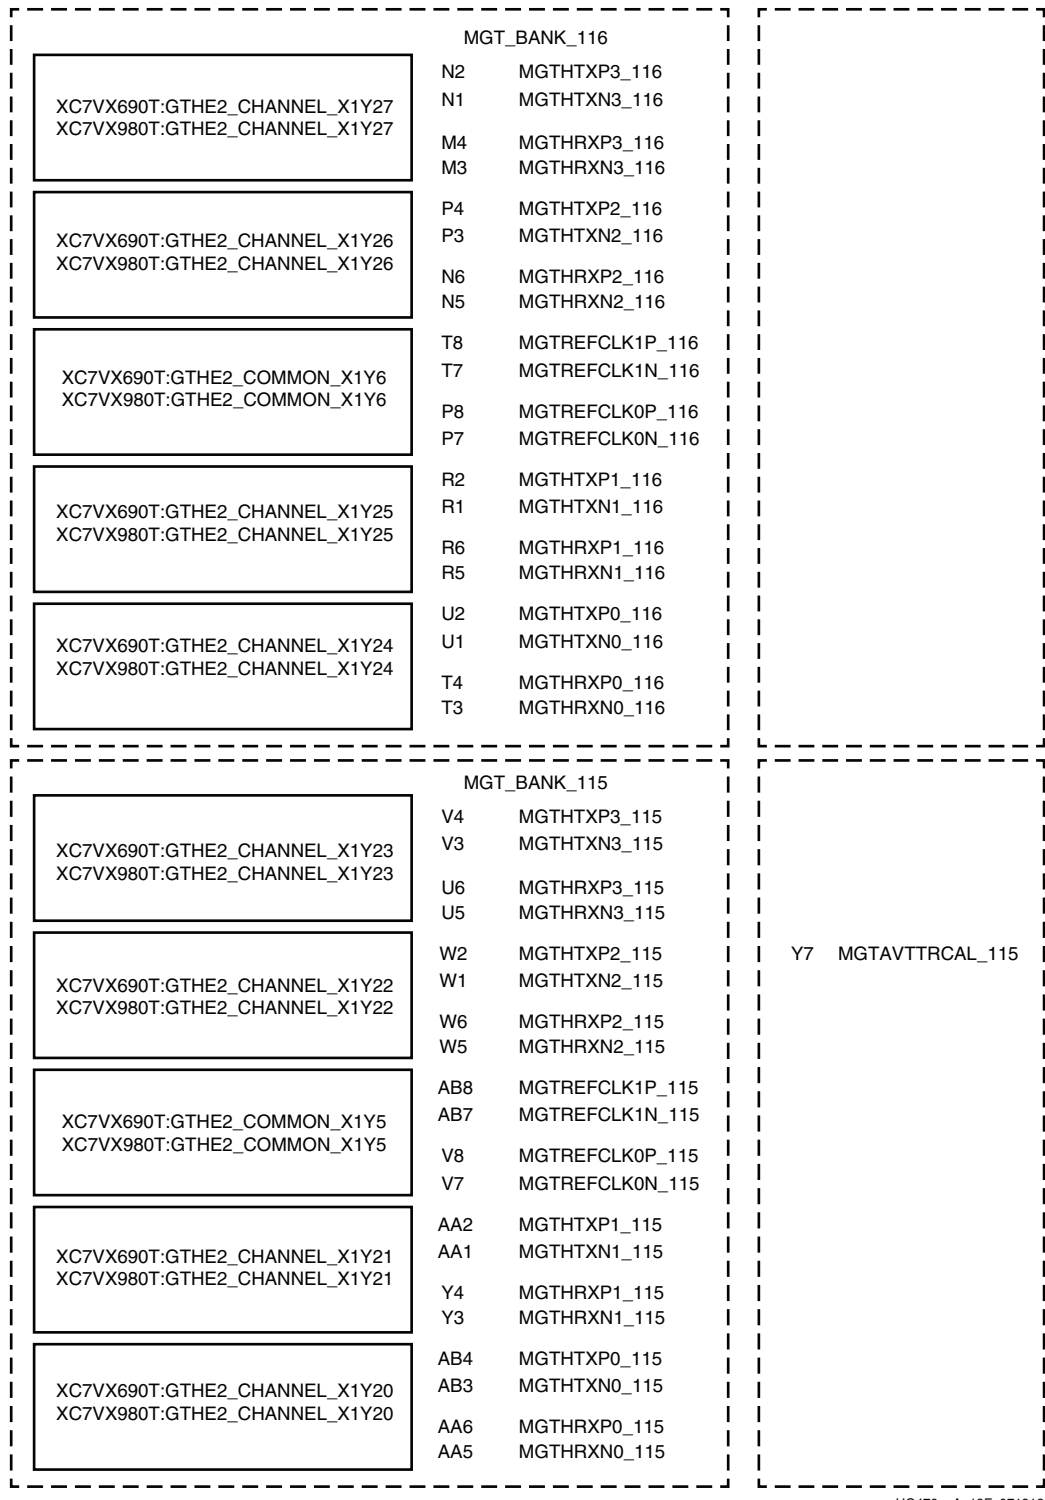 MGT_BANK_116
N2 MGTHTXP3_116
XC7VX690T:GTHE2_CHANNEL_X1Y27
N1 MGTHTXN3_116
XC7VX980T:GTHE2_CHANNEL_X1Y27
M4 MGTHRXP3_116
M3 MGTHRXN3_116
P4 MGTHTXP2_116
XC7VX690T:GTHE2_CHANNEL_X1Y26
P3 MGTHTXN2_116
XC7VX980T:GTHE2_CHANNEL_X1Y26
N6 MGTHRXP2_116
N5 MGTHRXN2_116
T8 MGTREFCLK1P_116
T7 MGTREFCLK1N_116
XC7VX690T:GTHE2_COMMON_X1Y6
XC7VX980T:GTHE2_COMMON_X1Y6
P8 MGTREFCLK0P_116
P7 MGTREFCLK0N_116
R2 MGTHTXP1_116
R1 MGTHTXN1_116
XC7VX690T:GTHE2_CHANNEL_X1Y25
XC7VX980T:GTHE2_CHANNEL_X1Y25
R6 MGTHRXP1_116
R5 MGTHRXN1_116
U2 MGTHTXP0_116
U1 MGTHTXN0_116
XC7VX690T:GTHE2_CHANNEL_X1Y24
XC7VX980T:GTHE2_CHANNEL_X1Y24
T4 MGTHRXP0_116
T3 MGTHRXN0_116
MGT_BANK_115
V4 MGTHTXP3_115
V3 MGTHTXN3_115
XC7VX690T:GTHE2_CHANNEL_X1Y23
XC7VX980T:GTHE2_CHANNEL_X1Y23
U6 MGTHRXP3_115
U5 MGTHRXN3_115
W2 MGTHTXP2_115
Y7 MGTAVTTRCAL_115
W1 MGTHTXN2_115
XC7VX690T:GTHE2_CHANNEL_X1Y22
XC7VX980T:GTHE2_CHANNEL_X1Y22
W6 MGTHRXP2_115
W5 MGTHRXN2_115
AB8 MGTREFCLK1P_115
AB7 MGTREFCLK1N_115
XC7VX690T:GTHE2_COMMON_X1Y5
XC7VX980T:GTHE2_COMMON_X1Y5
V8 MGTREFCLK0P_115
V7 MGTREFCLK0N_115
AA2 MGTHTXP1_115
AA1 MGTHTXN1_115
XC7VX690T:GTHE2_CHANNEL_X1Y21
XC7VX980T:GTHE2_CHANNEL_X1Y21
Y4 MGTHRXP1_115
Y3 MGTHRXN1_115
AB4 MGTHTXP0_115
AB3 MGTHTXN0_115
XC7VX690T:GTHE2_CHANNEL_X1Y20
XC7VX980T:GTHE2_CHANNEL_X1Y20
AA6 MGTHRXP0_115
AA5 MGTHRXN0_115